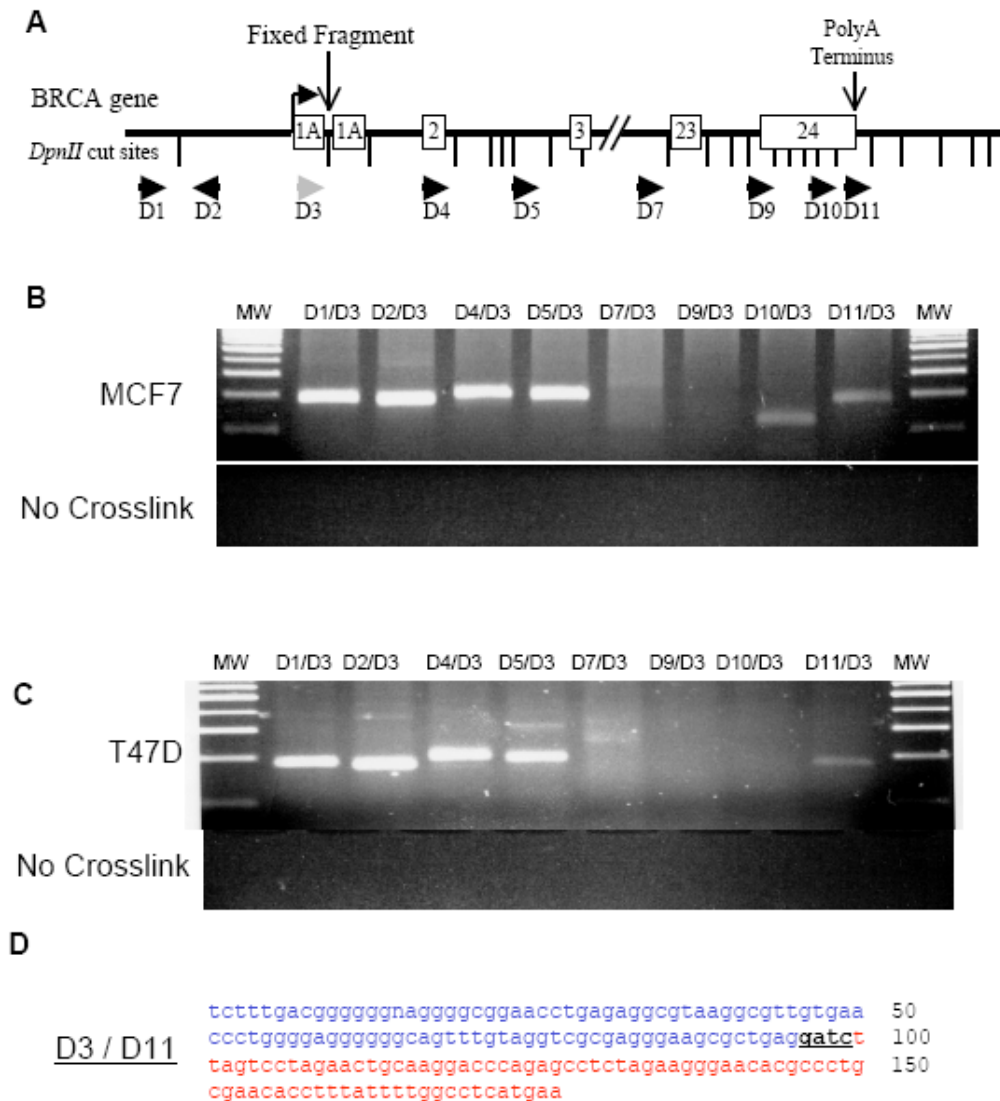 A
Fixed Fragment
PolyA
Terminus
BRCA gene
1A 1A 2 3 23 24
DpnII cut sites
D1 D2 D3 D4 D5 D7 D9 D10 D11
B
MW D1/D3 D2/D3 D4/D3 D5/D3 D7/D3 D9/D3 D10/D3 D11/D3 MW
MCF7
No Crosslink
MW D1/D3 D2/D3 D4/D3 D5/D3 D7/D3 D9/D3 D10/D3 D11/D3 MW
C
T47D
No Crosslink
D
tctttgacggggggnaggggcggaacctgagaggcgtaaggcgttgtgaa 50
D3 / D11
ccctggggaggggggcagtttgtaggtcgcgagggaagcgctgaggatct 100
tagtcctagaactgcaaggacccagagcctctagaagggaacacgccctg 150
cgaacacctttattttggcctcatgaa